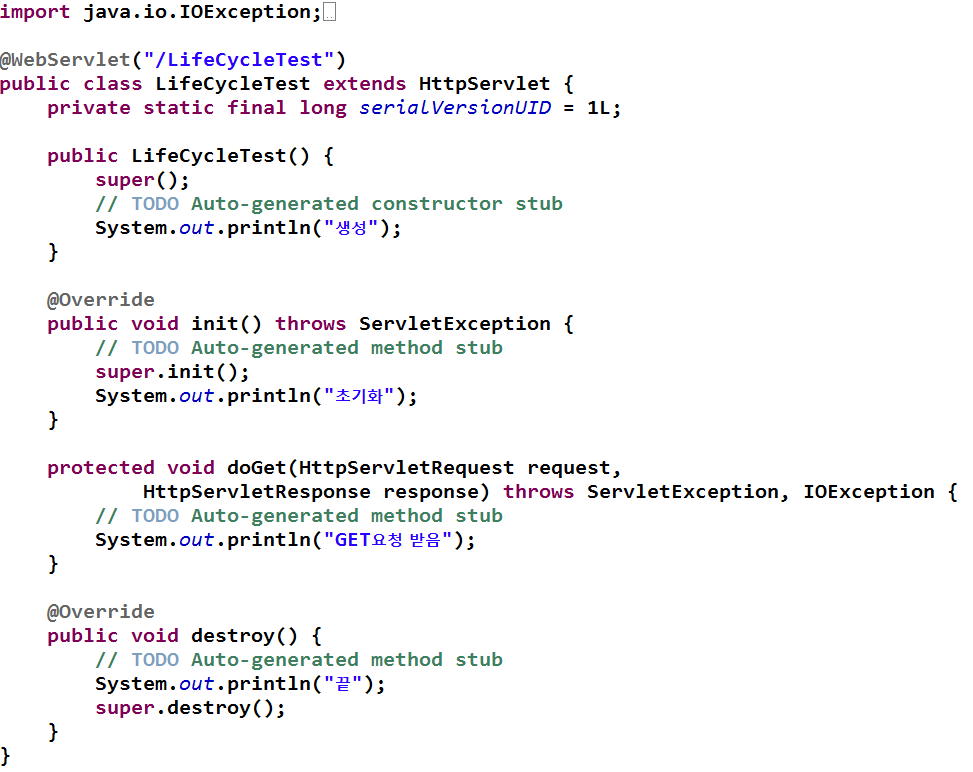 import java.io.IOException;
@WebServlet("/LifeCycleTest")
public class LifeCycleTest extends HttpServlet {
private static final long serialVersionUID = 1L;
public LifeCycleTest() {
super();
// TODO Auto-generated constructor stub
System.out.println("생성");
}
@Override
public void init() throws ServletException {
// TODO Auto-generated method stub
super.init();
System.out.println("초기화");
}
protected void doGet(HttpServletRequest request,
HttpServletResponse response) throws ServletException, IOException {
// TODO Auto-generated method stub
System.out.println("GET요청 받음");
}
@Override
public void destroy() {
// TODO Auto-generated method stub
System.out.println("끝");
super.destroy();
}
}